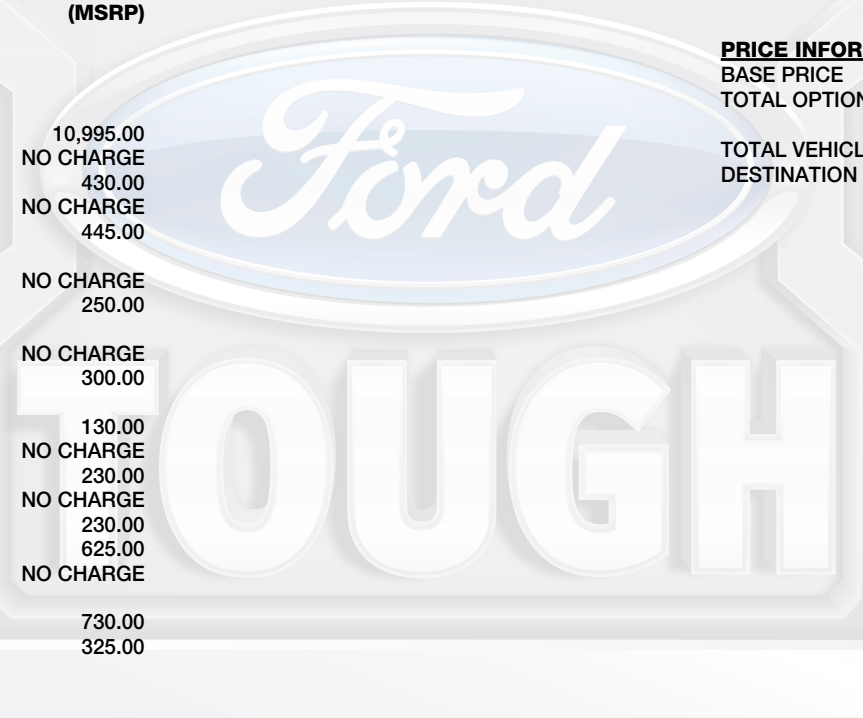 (MSRP)
10,995.00
NO CHARGE
430.00
NO CHARGE
445.00
NO CHARGE
250.00
NO CHARGE
300.00
130.00
NO CHARGE
230.00
NO CHARGE
230.00
625.00
NO CHARGE
730.00
325.00
PRICE INFOR
BASE PRICE
TOTAL OPTION
TOTAL VEHICL
DESTINATION
Ford
TOUGH